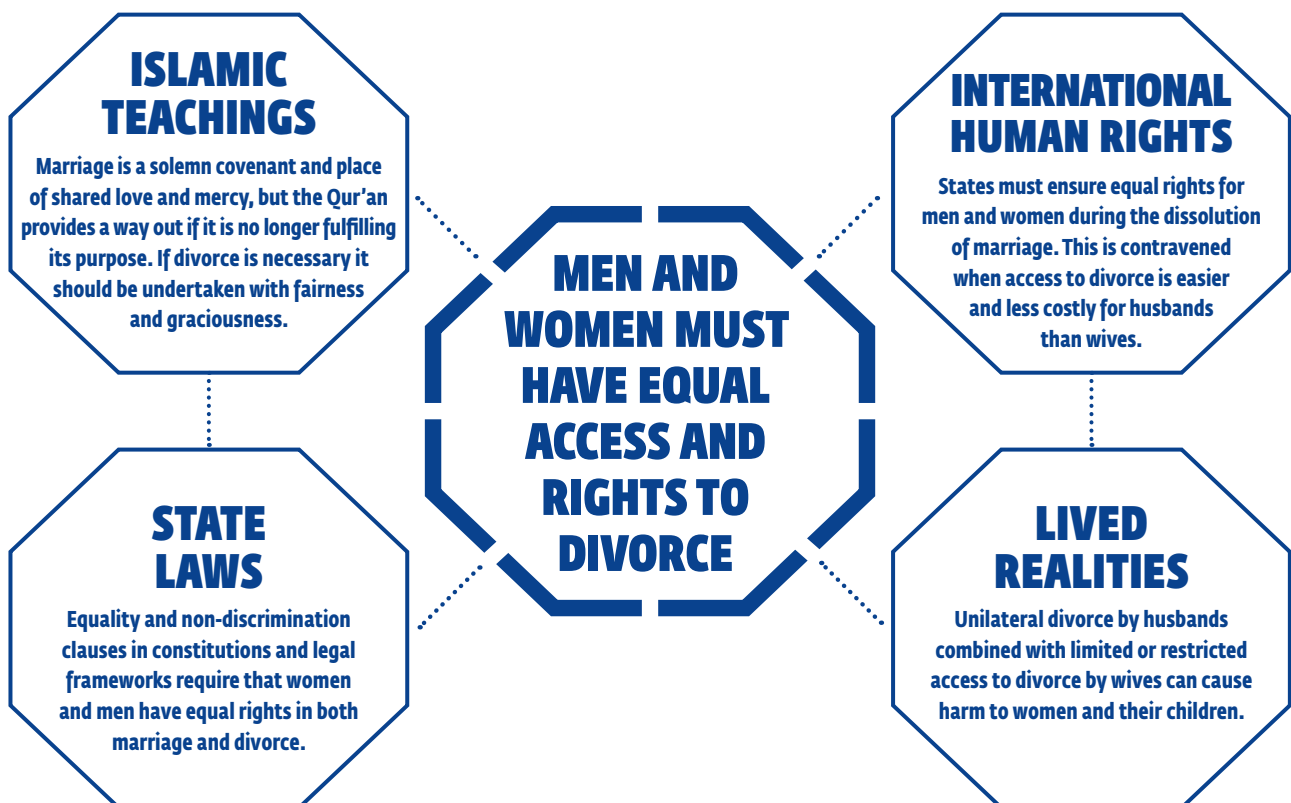 ISLAMIC
TEACHINGS
Marriage is a solemn covenant and place
of shared love and mercy, but the Qur’an
provides a way out if it is no longer fulfilling
its purpose. If divorce is necessary it
should be undertaken with fairness
and graciousness.
INTERNATIONAL
HUMAN RIGHTS
States must ensure equal rights for
men and women during the dissolution
of marriage. This is contravened
when access to divorce is easier
and less costly for husbands
than wives.
MEN AND
WOMEN MUST
HAVE EQUAL
ACCESS AND
RIGHTS TO
DIVORCE
STATE
LAWS
Equality and non-discrimination
clauses in constitutions and legal
frameworks require that women
and men have equal rights in both
marriage and divorce.
LIVED
REALITIES
Unilateral divorce by husbands
combined with limited or restricted
access to divorce by wives can cause
harm to women and their children.